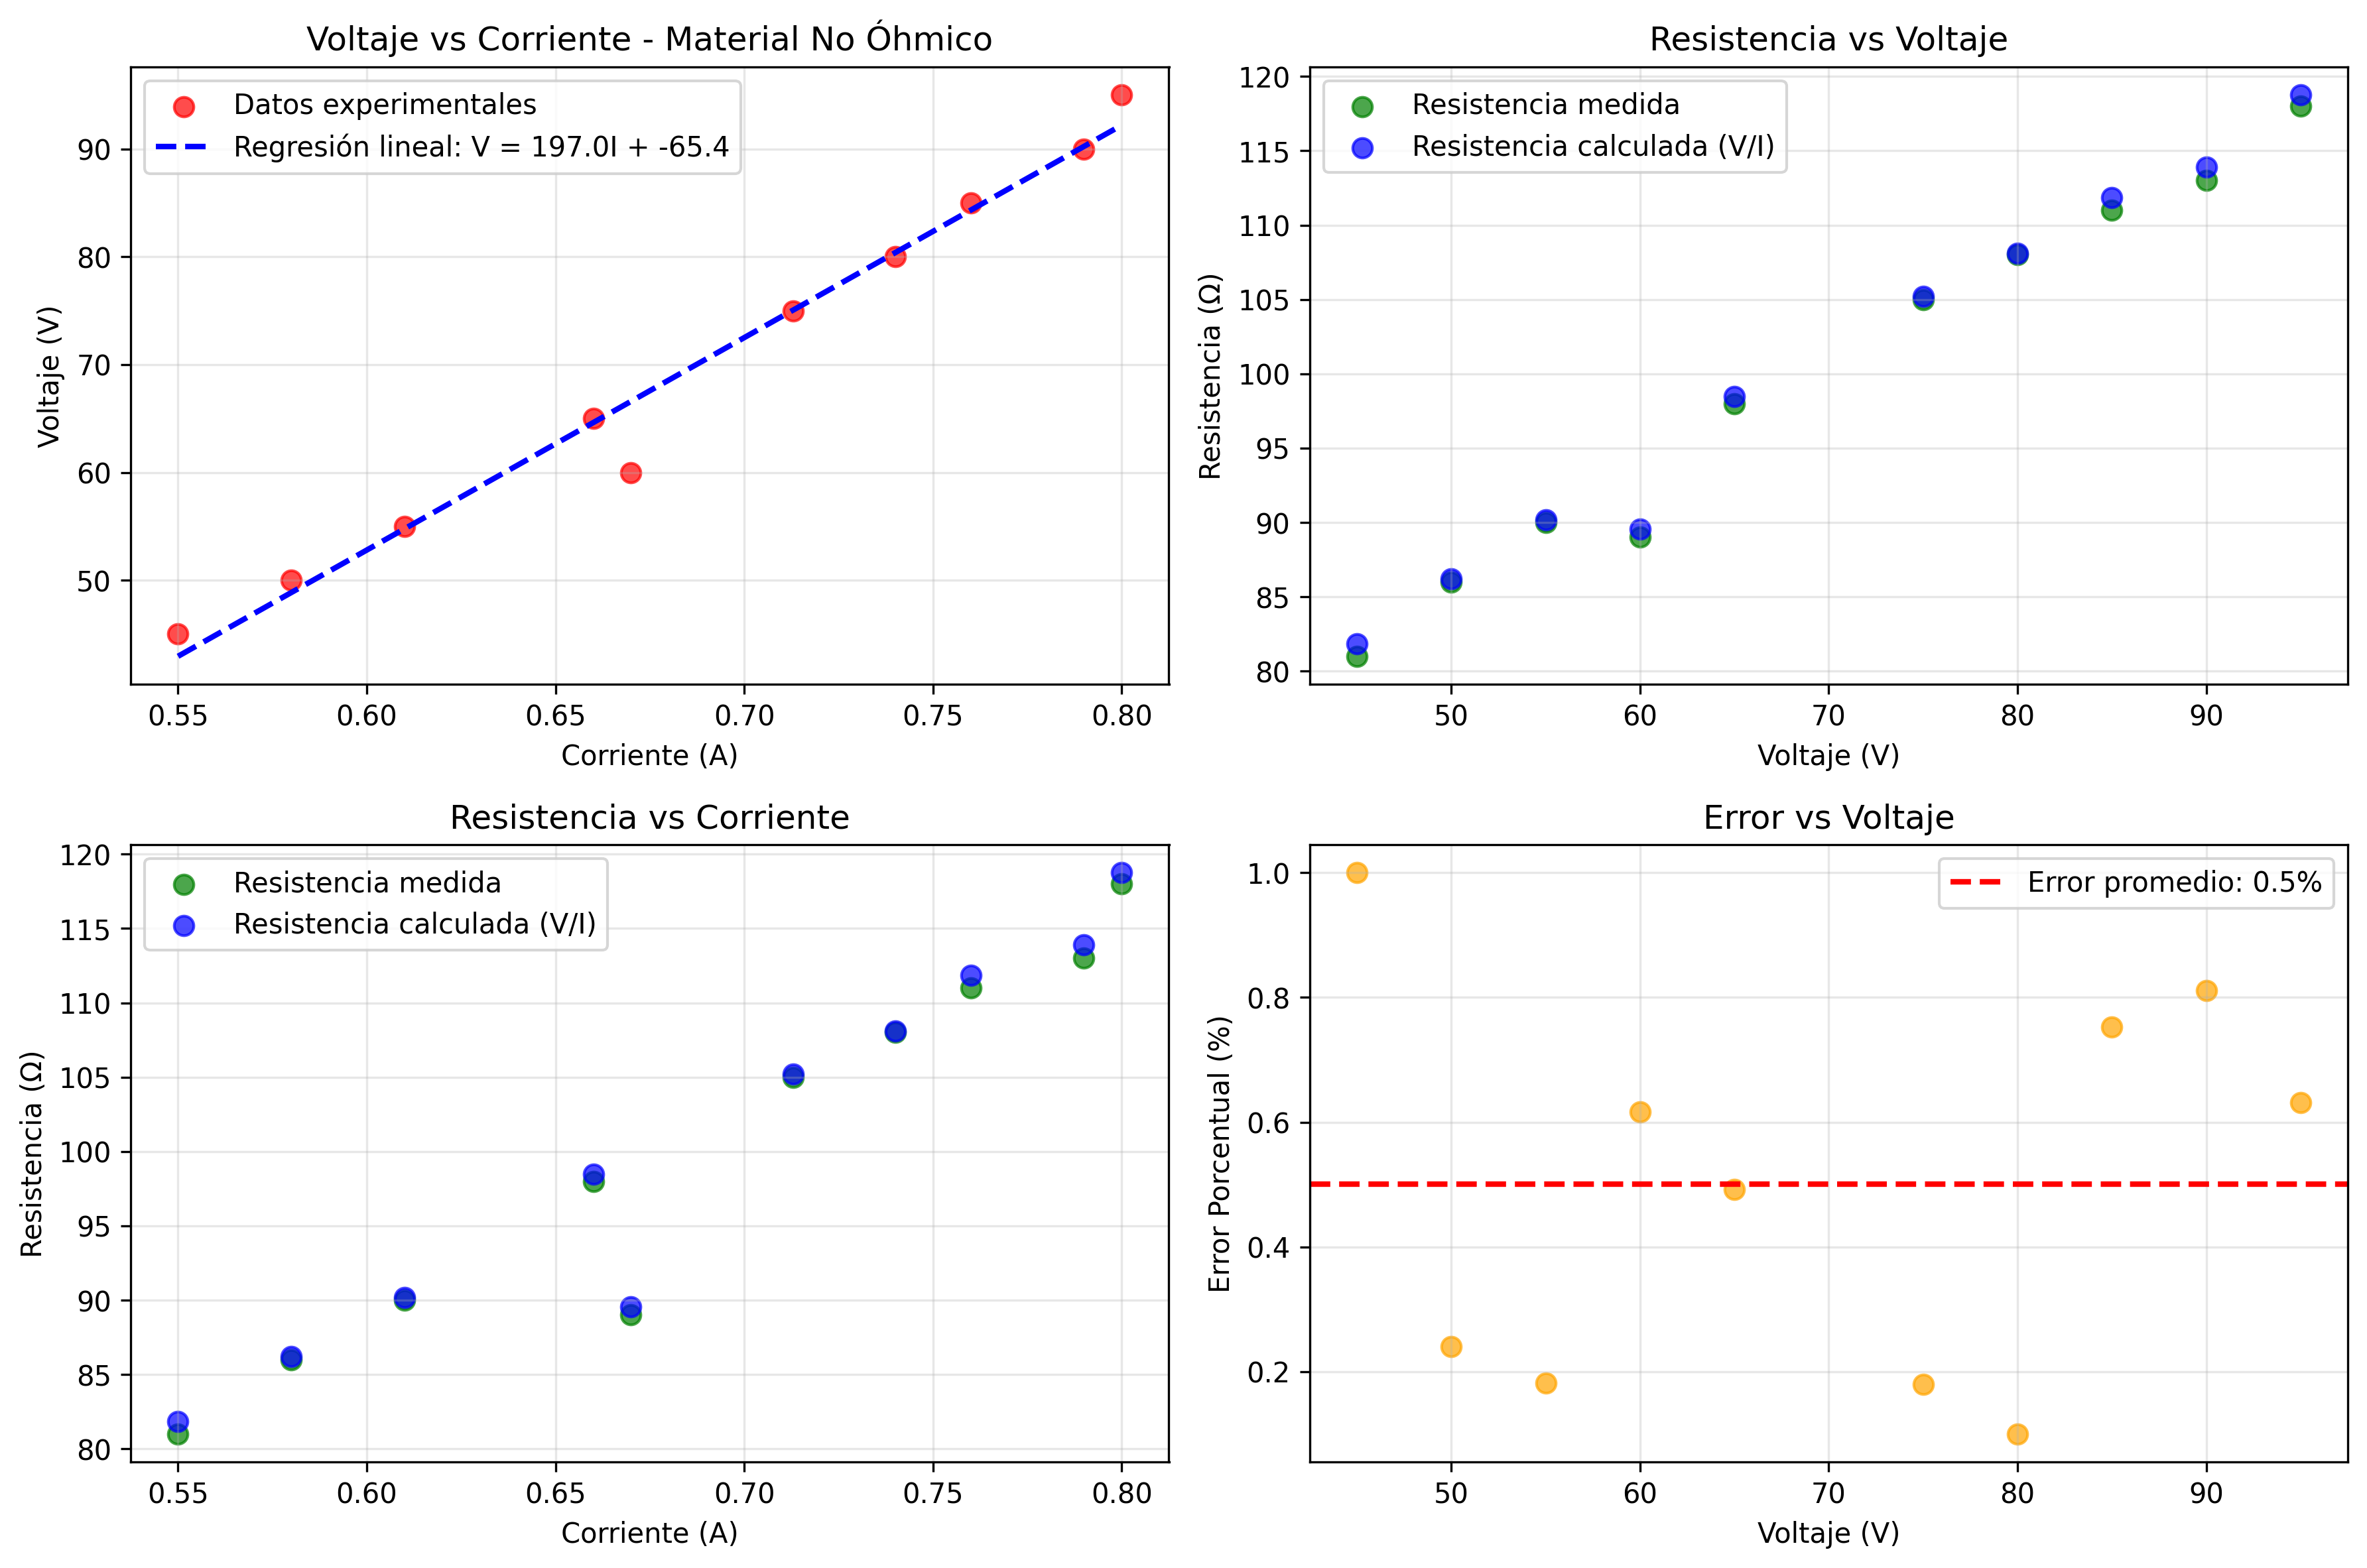 Voltaje vs Corriente - Material No Óhmico
Datos experimentales
Regresión lineal: V = 197.0I + -65.4
Voltaje (V)
90
80
70
60
50
0.55 0.60 0.65 0.70 0.75 0.80
Corriente (A)
Resistencia vs Voltaje
Resistencia medida
Resistencia calculada (V/I)
Resistencia (Ω)
120
115
110
105
100
95
90
85
80
50 60 70 80 90
Voltaje (V)
Resistencia vs Corriente
Resistencia medida
Resistencia calculada (V/I)
Resistencia (Ω)
120
115
110
105
100
95
90
85
80
0.55 0.60 0.65 0.70 0.75 0.80
Corriente (A)
Error vs Voltaje
Error promedio: 0.5%
Error Porcentual (%)
1.0
0.8
0.6
0.4
0.2
50 60 70 80 90
Voltaje (V)